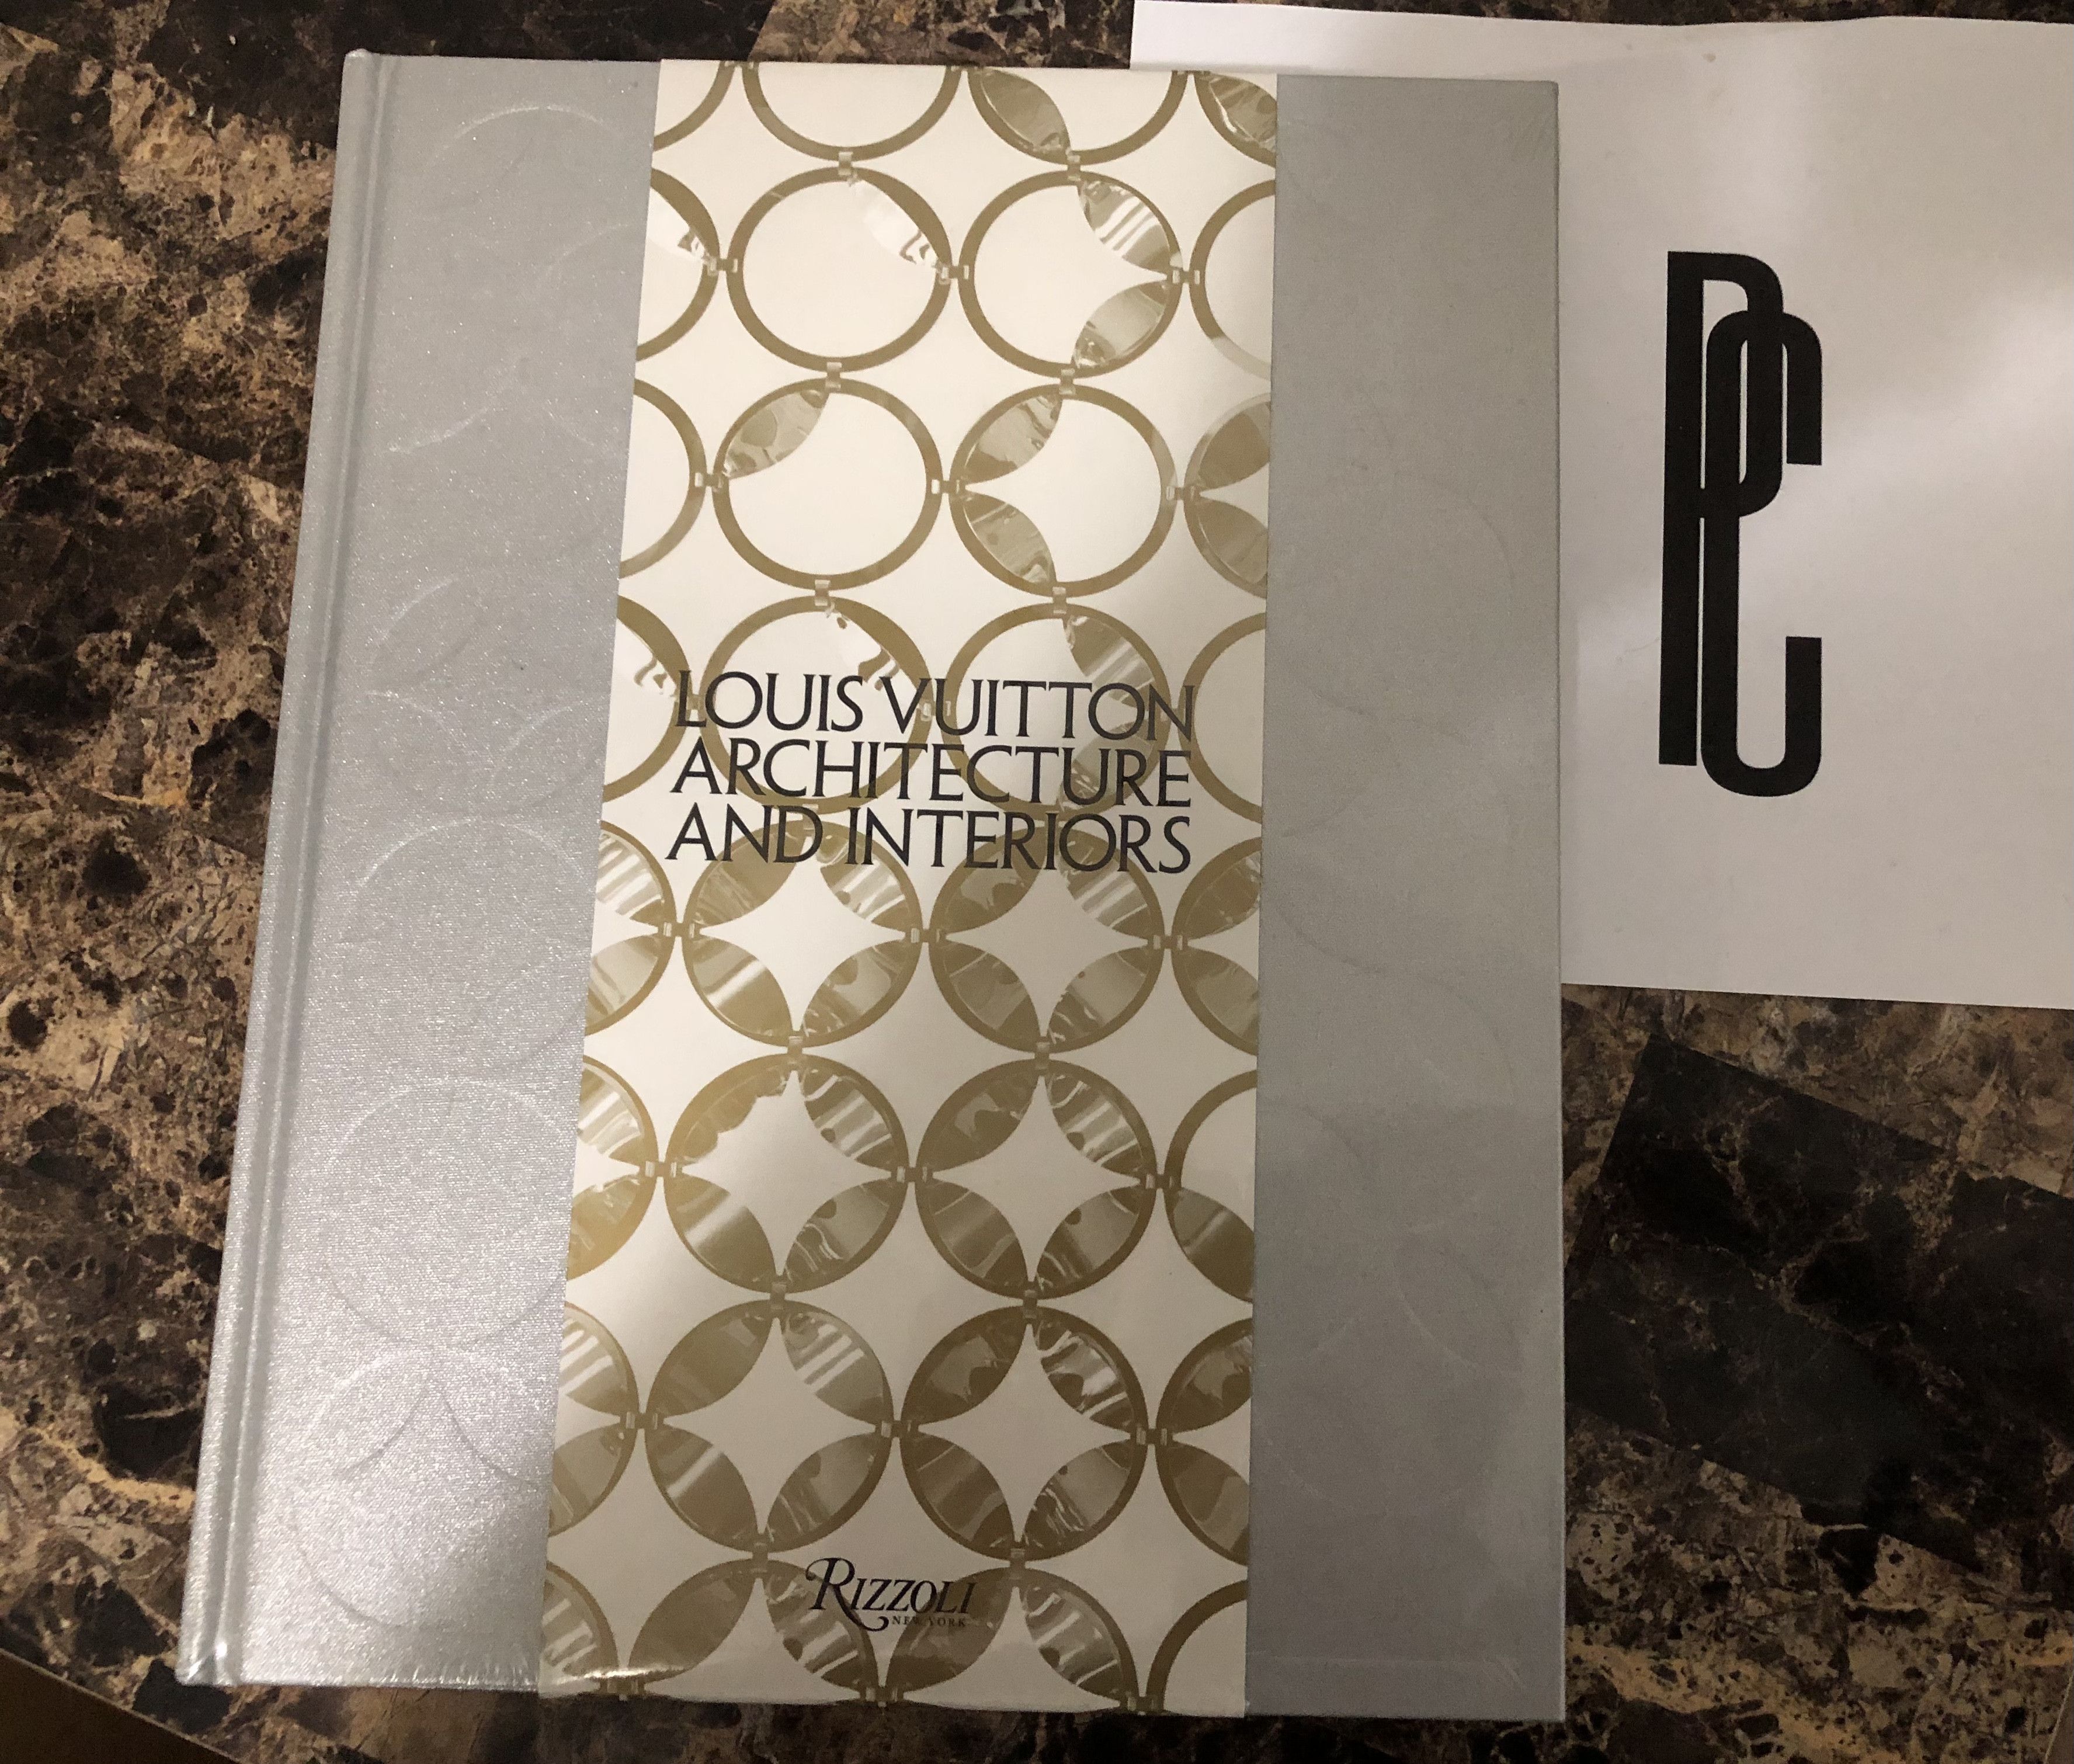 LOUIS VUITTON
ARCHITECTURE
AND INTERIORS
RIZZOLI
NEW YORK
PC